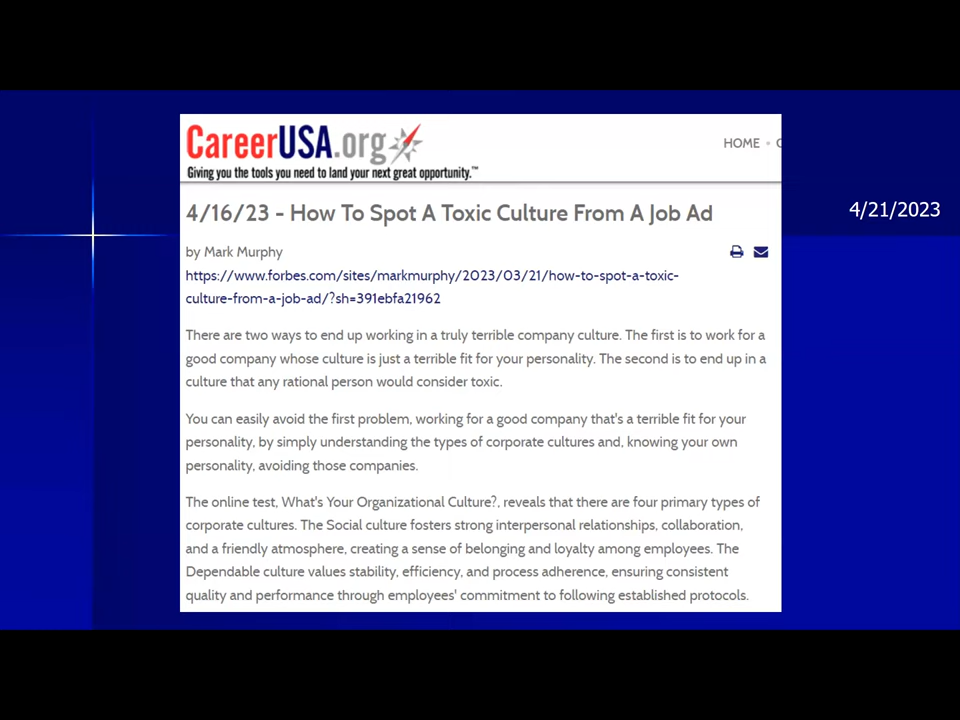 CareerUSA.org
Giving you the tools you need to land your next great opportunity.™
HOME
4/16/23 - How To Spot A Toxic Culture From A Job Ad
4/21/2023
by Mark Murphy
https://www.forbes.com/sites/markmurphy/2023/03/21/how-to-spot-a-toxic-
culture-from-a-job-ad/?sh=391ebfa21962
There are two ways to end up working in a truly terrible company culture. The first is to work for a
good company whose culture is just a terrible fit for your personality. The second is to end up in a
culture that any rational person would consider toxic.
You can easily avoid the first problem, working for a good company that's a terrible fit for your
personality, by simply understanding the types of corporate cultures and, knowing your own
personality, avoiding those companies.
The online test, What's Your Organizational Culture?, reveals that there are four primary types of
corporate cultures. The Social culture fosters strong interpersonal relationships, collaboration,
and a friendly atmosphere, creating a sense of belonging and loyalty among employees. The
Dependable culture values stability, efficiency, and process adherence, ensuring consistent
quality and performance through employees' commitment to following established protocols.